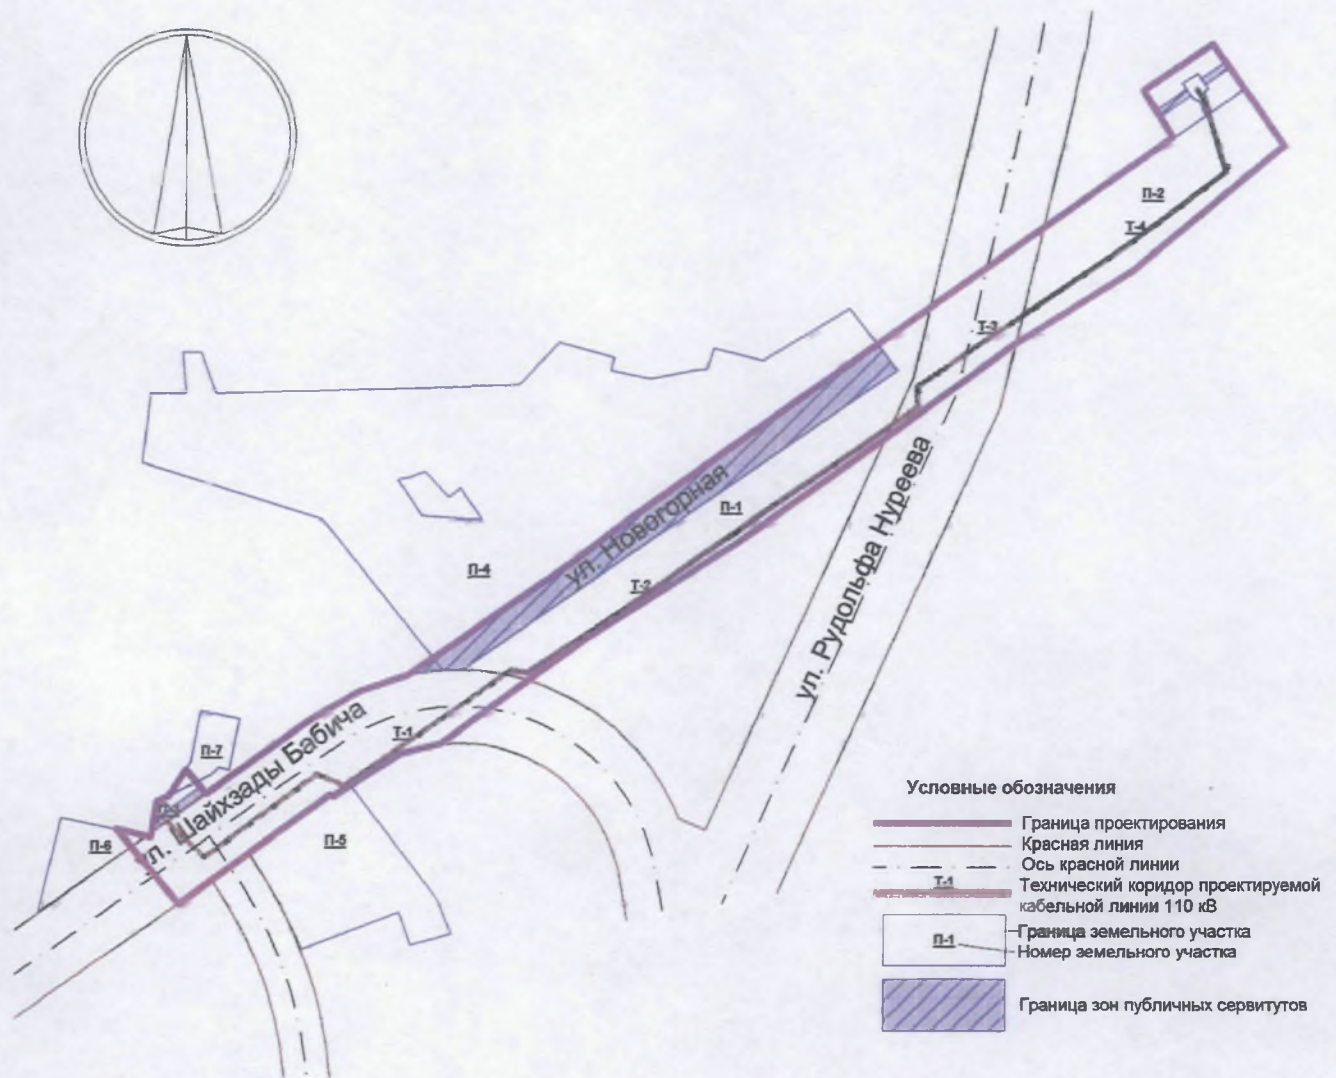 П-2
Т-4
Т-3
ул. Новогорная
П-1
ул. Рудольфа Нуреева
П-4
Т-2
Т-1
П-7
ул. Шайхзады Бабича
П-6
П-5
Условные обозначения
Граница проектирования
Красная линия
Ось красной линии
Т-1
Технический коридор проектируемой
кабельной линии 110 кВ
П-1
Граница земельного участка
Номер земельного участка
Граница зон публичных сервитутов